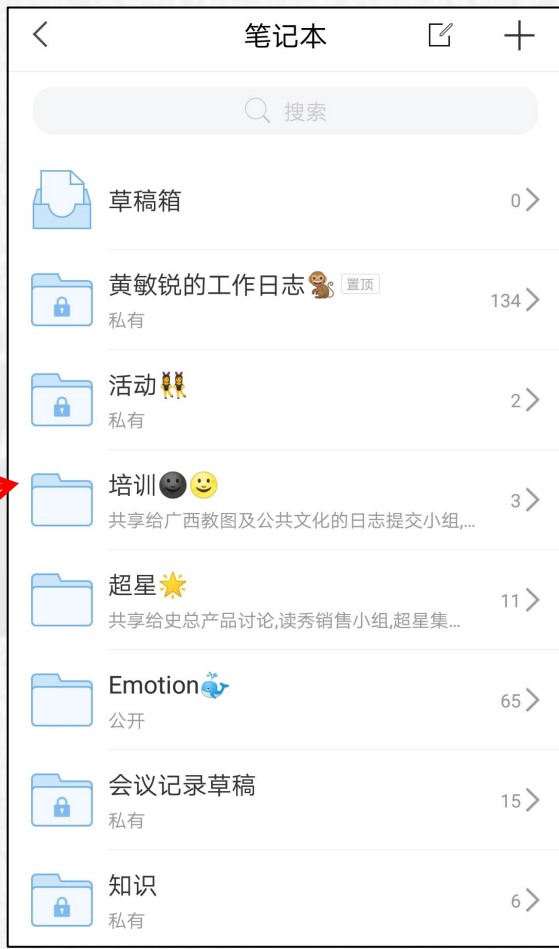 笔记本
搜索
草稿箱
0
黄敏锐的工作日志🐒 置顶
134
私有
活动👯
2
私有
培训🌚🌝
3
共享给广西教图及公共文化的日志提交小组,...
超星🌟
11
共享给史总产品讨论,读秀销售小组,超星集...
Emotion🐳
65
公开
会议记录草稿
15
私有
知识
6
私有